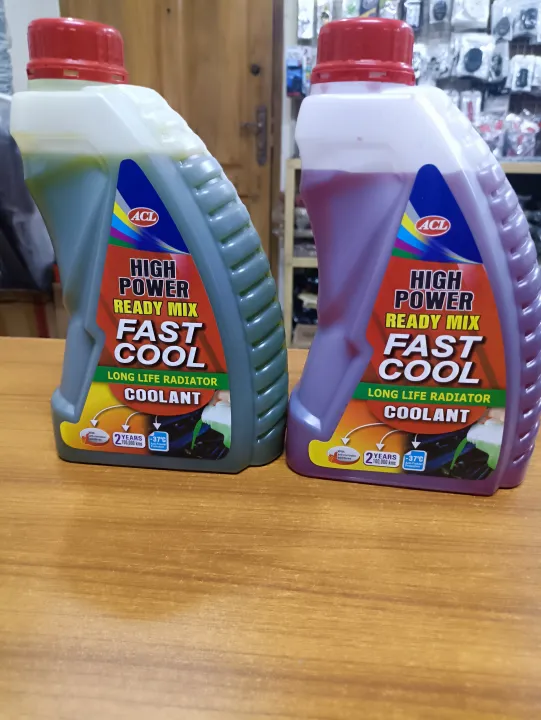 ACL
HIGH
POWER
READY MIX
FAST
COOL
LONG LIFE RADIATOR
COOLANT
2 YEARS
-37°C
ACL
HIGH
POWER
READY MIX
FAST
COOL
LONG LIFE RADIATOR
COOLANT
2 YEARS
-37°C